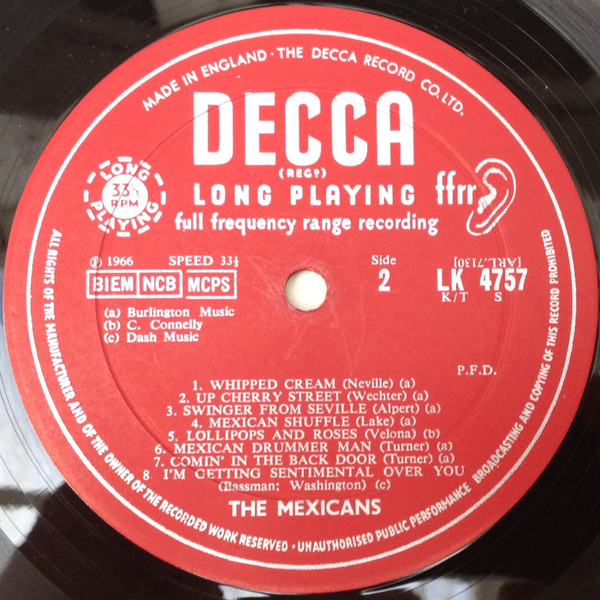 MADE IN ENGLAND · THE DECCA RECORD CO. LTD.
DECCA
(REGD)
LONG PLAYING 33⅓ RPM
LONG PLAYING ffrr
full frequency range recording
℗ 1966 SPEED 33⅓ Side 2 [ARL.7130]
BIEM NCB MCPS LK 4757
K/T S
(a) Burlington Music
(b) C. Connelly
(c) Dash Music
P.F.D.
1. WHIPPED CREAM (Neville) (a)
2. UP CHERRY STREET (Wechter) (a)
3. SWINGER FROM SEVILLE (Alpert) (a)
4. MEXICAN SHUFFLE (Lake) (a)
5. LOLLIPOPS AND ROSES (Velona) (b)
6. MEXICAN DRUMMER MAN (Turner) (a)
7. COMIN' IN THE BACK DOOR (Turner) (a)
8 I'M GETTING SENTIMENTAL OVER YOU
(Bassman: Washington) (c)
THE MEXICANS
ALL RIGHTS OF THE MANUFACTURER AND OF THE OWNER OF THE RECORDED WORK RESERVED · UNAUTHORISED PUBLIC PERFORMANCE BROADCASTING AND COPYING OF THIS RECORD PROHIBITED